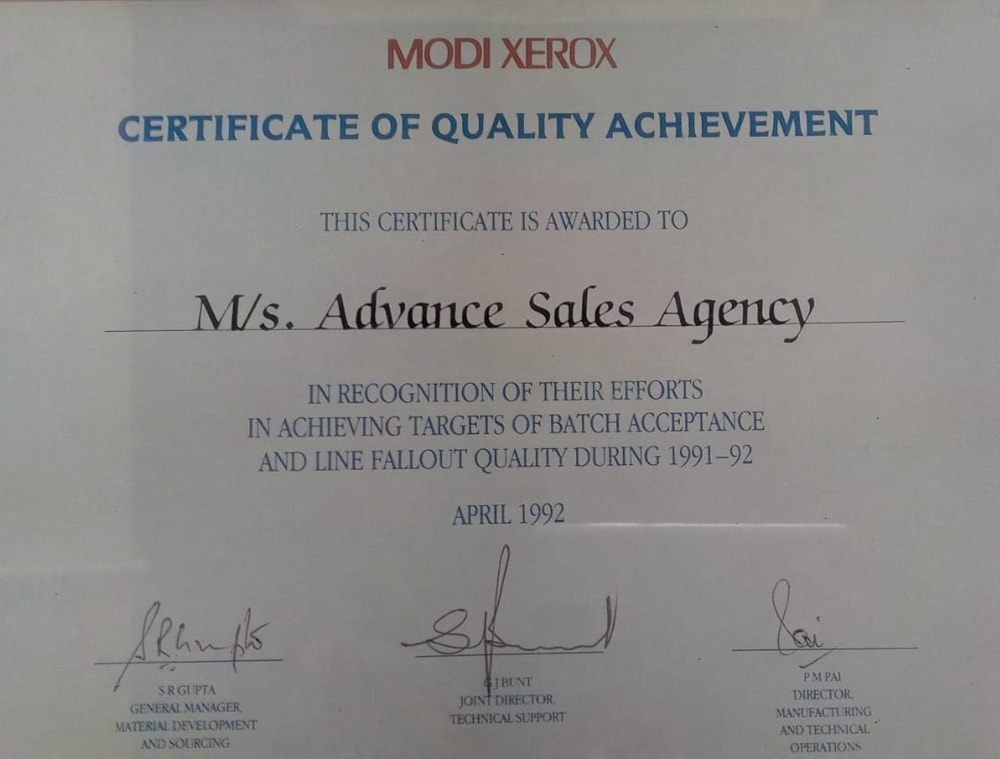 MODI XEROX
CERTIFICATE OF QUALITY ACHIEVEMENT
THIS CERTIFICATE IS AWARDED TO
M/s. Advance Sales Agency
IN RECOGNITION OF THEIR EFFORTS
IN ACHIEVING TARGETS OF BATCH ACCEPTANCE
AND LINE FALLOUT QUALITY DURING 1991–92
APRIL 1992
S R GUPTA
GENERAL MANAGER,
MATERIAL DEVELOPMENT
AND SOURCING
J BUNT
JOINT DIRECTOR,
TECHNICAL SUPPORT
P M PAI
DIRECTOR,
MANUFACTURING
AND TECHNICAL
OPERATIONS